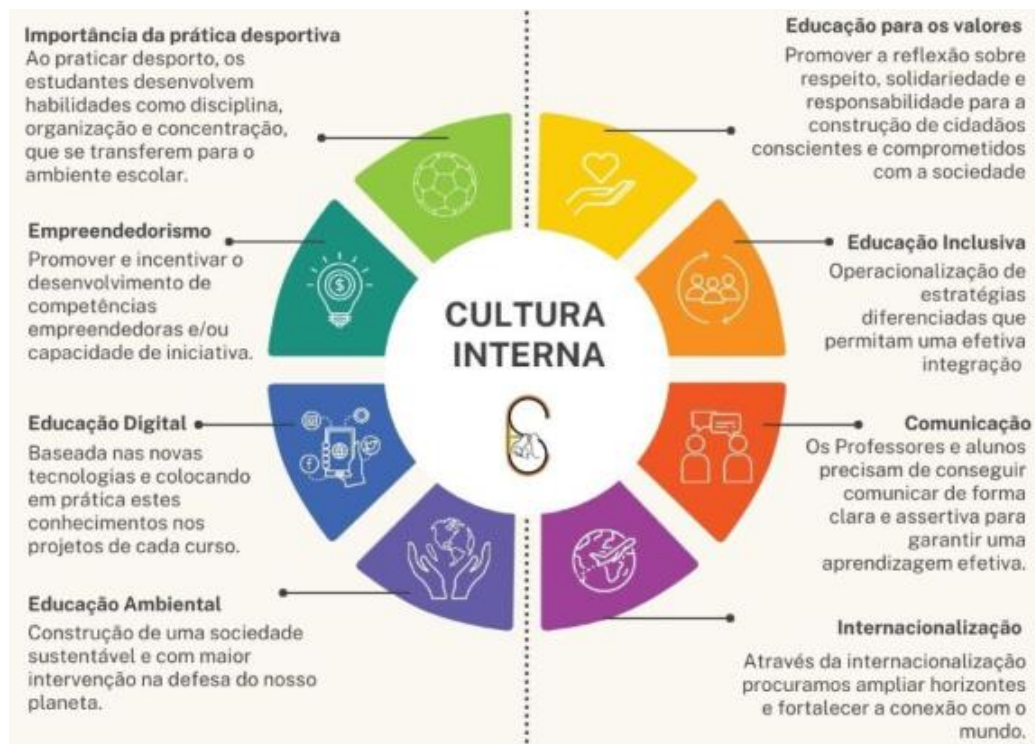 Importância da prática desportiva
Ao praticar desporto, os
estudantes desenvolvem
habilidades como disciplina,
organização e concentração,
que se transferem para o
ambiente escolar.
Empreendedorismo
Promover e incentivar o
desenvolvimento de
competências
empreendedoras e/ou
capacidade de iniciativa.
Educação Digital
Baseada nas novas
tecnologias e colocando
em prática estes
conhecimentos nos
projetos de cada curso.
Educação Ambiental
Construção de uma sociedade
sustentável e com maior
intervenção na defesa do nosso
planeta.
CULTURA
INTERNA
Educação para os valores
Promover a reflexão sobre
respeito, solidariedade e
responsabilidade para a
construção de cidadãos
conscientes e comprometidos
com a sociedade
Educação Inclusiva
Operacionalização de
estratégias
diferenciadas que
permitam uma efetiva
integração
Comunicação
Os Professores e alunos
precisam de conseguir
comunicar de forma
clara e assertiva para
garantir uma
aprendizagem efetiva.
Internacionalização
Através da internacionalização
procuramos ampliar horizontes
e fortalecer a conexão com o
mundo.